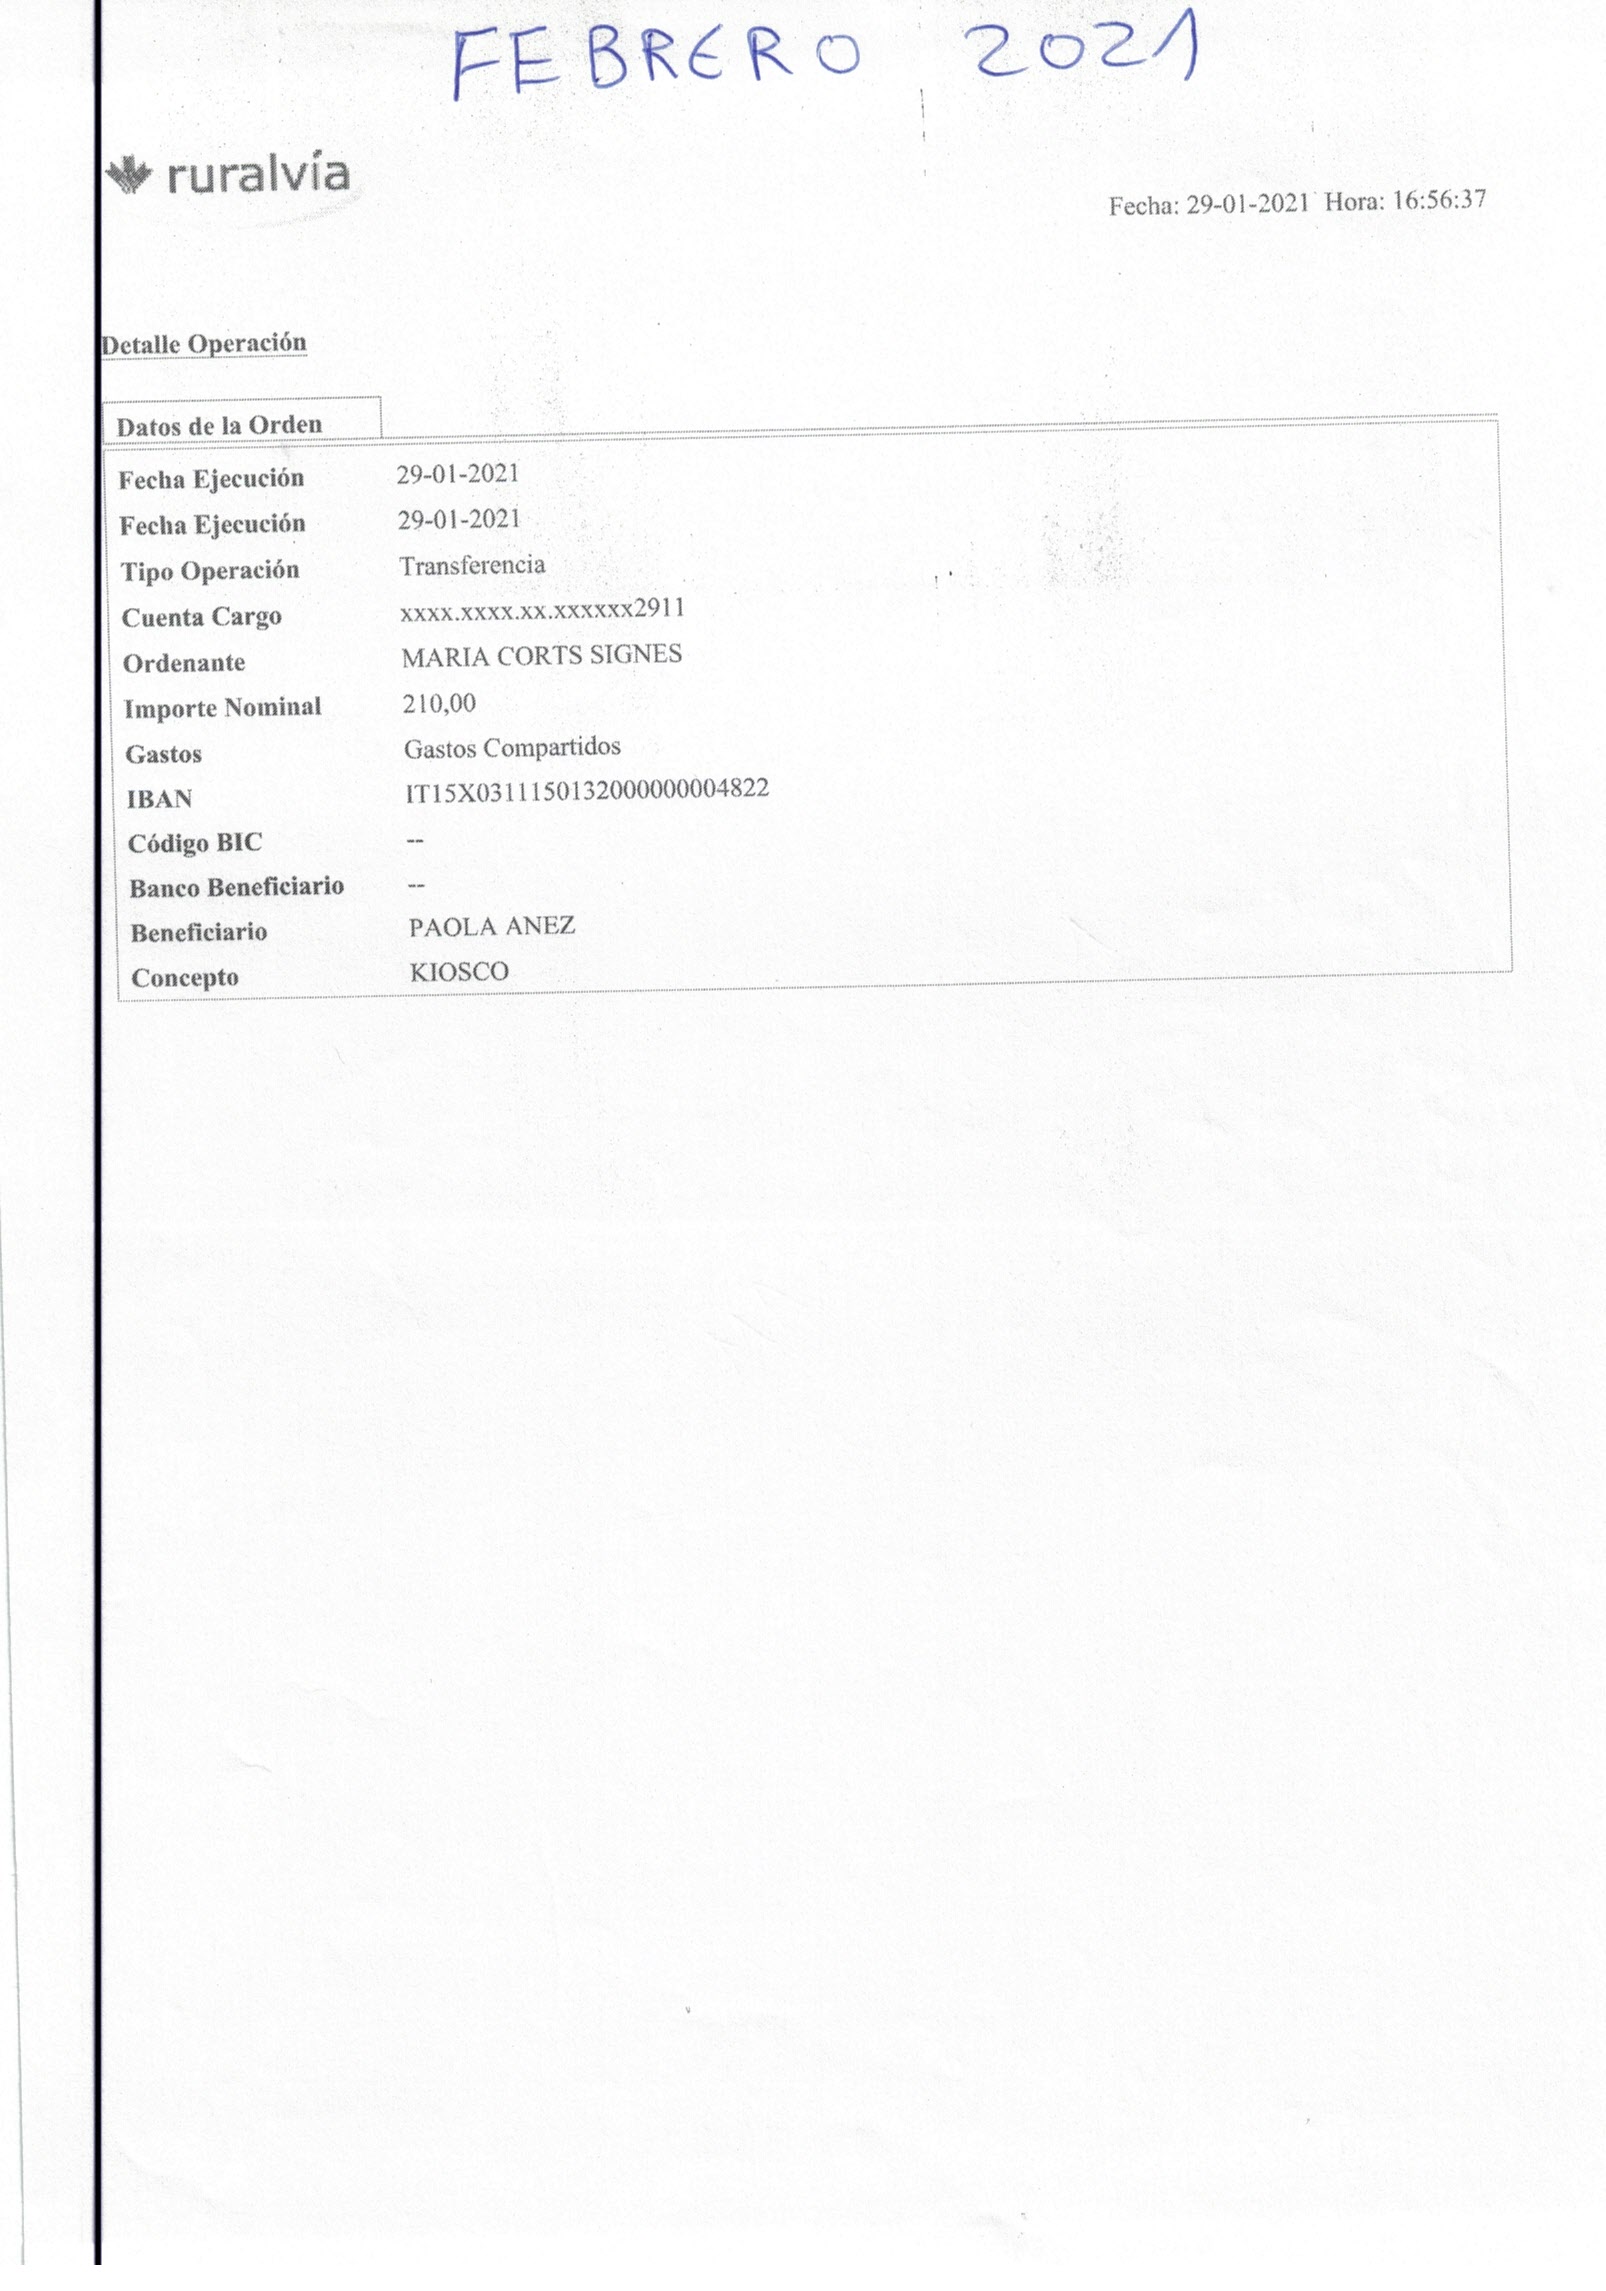 FEBRERO 2021
ruralvía
Fecha: 29-01-2021 Hora: 16:56:37
Detalle Operación
Datos de la Orden
Fecha Ejecución 29-01-2021
Fecha Ejecución 29-01-2021
Tipo Operación Transferencia
Cuenta Cargo xxxx.xxxx.xx.xxxxxx2911
Ordenante MARIA CORTS SIGNES
Importe Nominal 210,00
Gastos Gastos Compartidos
IBAN IT15X0311150132000000004822
Código BIC --
Banco Beneficiario --
Beneficiario PAOLA ANEZ
Concepto KIOSCO